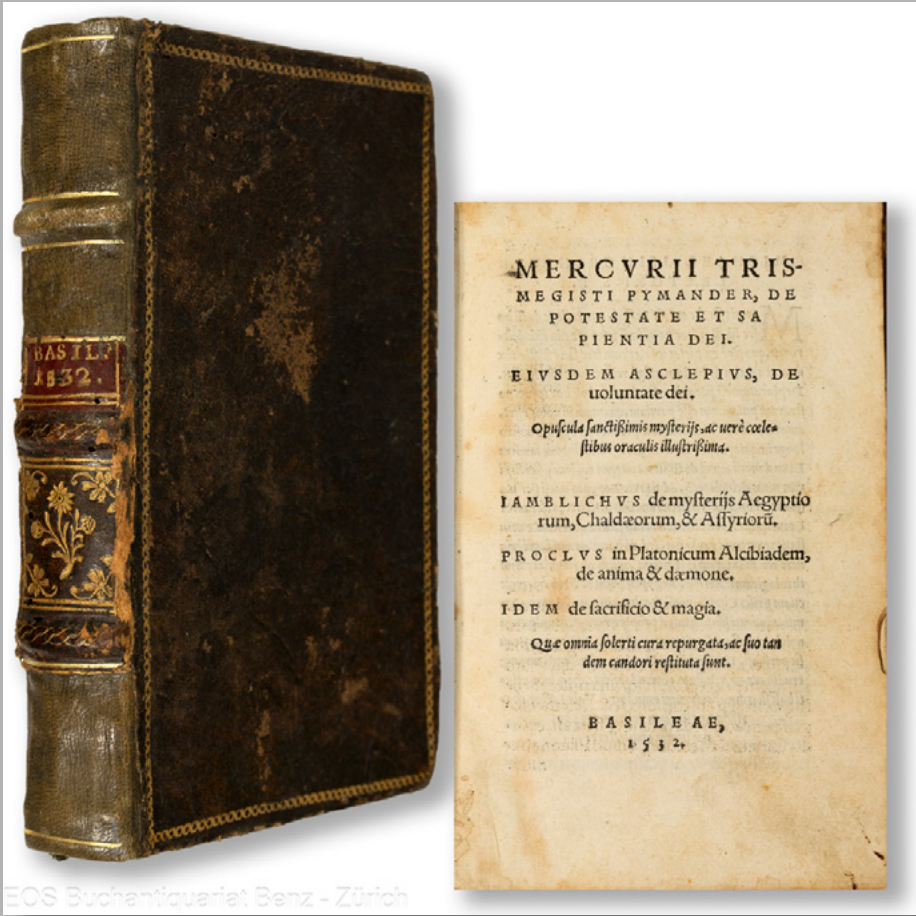 BASIL.
1532.
MERCVRII TRIS-
MEGISTI PYMANDER, DE
POTESTATE ET SA
PIENTIA DEI.
EIVSDEM ASCLEPIVS, DE
uoluntate dei.
Opuſcula ſanctißimis myſterijs, ac uerè cœle-
ſtibus oraculis illuſtrißima.
IAMBLICHVS de myſterijs Aegyptio
rum, Chaldæorum, & Aſſyriorũ.
PROCLVS in Platonicum Alcibiadem,
de anima & dæmone.
IDEM de ſacrificio & magia.
Quæ omnia ſolerti cura repurgata, ac ſuo tan
dem candori reſtituta ſunt.
BASILEAE,
1532.
EOS Buchantiquariat Benz - Zürich